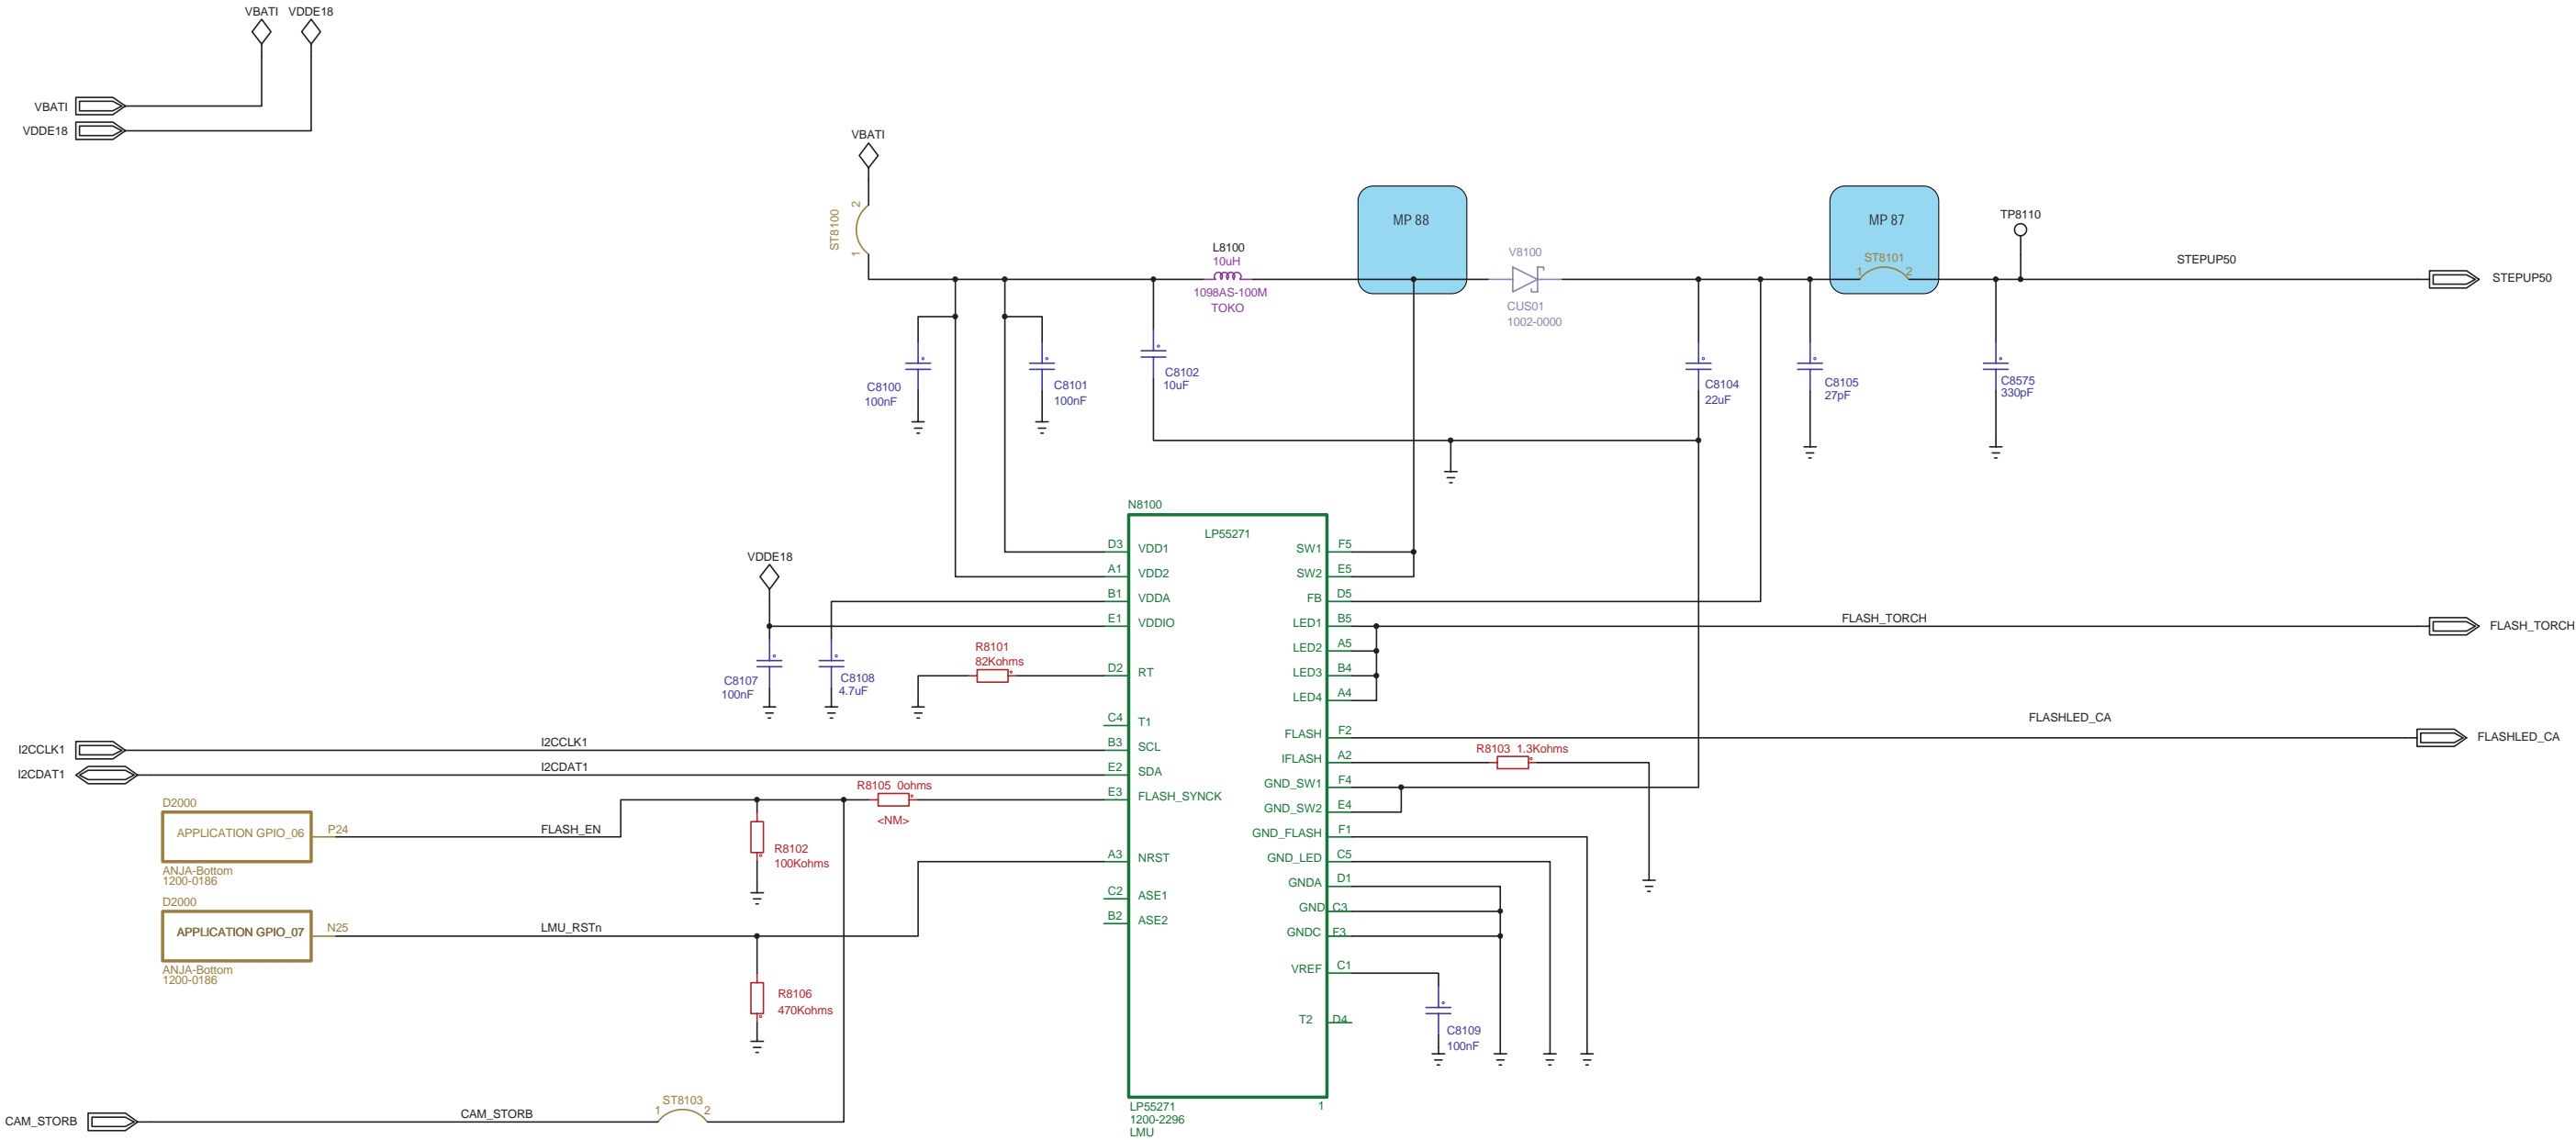 VBATI VDDE18
VBATI
VDDE18
VBATI
ST8100
2
1
L8100
10uH
1098AS-100M
TOKO
MP 88
V8100
CUS01
1002-0000
MP 87
ST8101
1 2
TP8110
STEPUP50
STEPUP50
C8100
100nF
C8101
100nF
C8102
10uF
C8104
22uF
C8105
27pF
C8575
330pF
N8100
LP55271
VDDE18
D3 VDD1
A1 VDD2
B1 VDDA
E1 VDDIO
D2 RT
C4 T1
B3 SCL
E2 SDA
E3 FLASH_SYNCK
A3 NRST
C2 ASE1
B2 ASE2
SW1 F5
SW2 E5
FB D5
LED1 B5
LED2 A5
LED3 B4
LED4 A4
FLASH F2
IFLASH A2
GND_SW1 F4
GND_SW2 E4
GND_FLASH F1
GND_LED C5
GNDA D1
GND C3
GNDC F3
VREF C1
T2 D4
FLASH_TORCH
FLASH_TORCH
FLASHLED_CA
FLASHLED_CA
R8103 1.3Kohms
R8101
82Kohms
C8107
100nF
C8108
4.7uF
I2CCLK1
I2CCLK1
I2CDAT1
I2CDAT1
R8105 0ohms
<NM>
D2000
APPLICATION GPIO_06
P24
FLASH_EN
ANJA-Bottom
1200-0186
R8102
100Kohms
D2000
APPLICATION GPIO_07
N25
LMU_RSTn
ANJA-Bottom
1200-0186
R8106
470Kohms
C8109
100nF
CAM_STORB
CAM_STORB
ST8103
1 2
LP55271
1
1200-2296
LMU